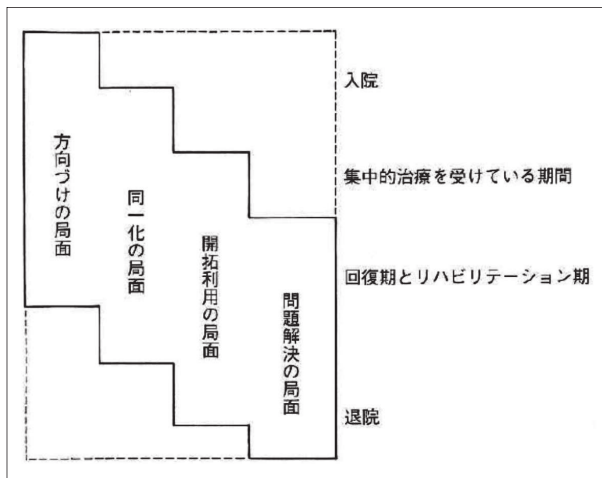 方向づけの局面
同一化の局面
開拓利用の局面
問題解決の局面
入院
集中的治療を受けている期間
回復期とリハビリテーション期
退院